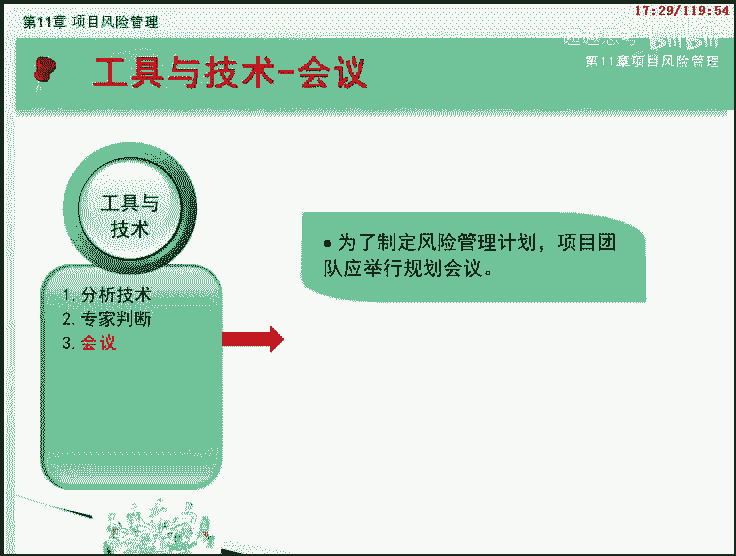 17:29/119:54
第11章 项目风险管理
bilibili
工具与技术-会议
第11章项目风险管理
工具与
技术
1. 分析技术
2. 专家判断
3. 会议
• 为了制定风险管理计划，项目团
队应举行规划会议。